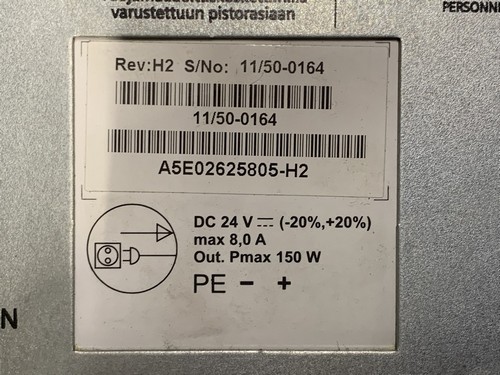 varustettuun pistorasiaan
PERSONNE
Rev:H2 S/No: 11/50-0164
11/50-0164
A5E02625805-H2
DC 24 V ⎓ (-20%,+20%)
max 8,0 A
Out. Pmax 150 W
PE - +
N